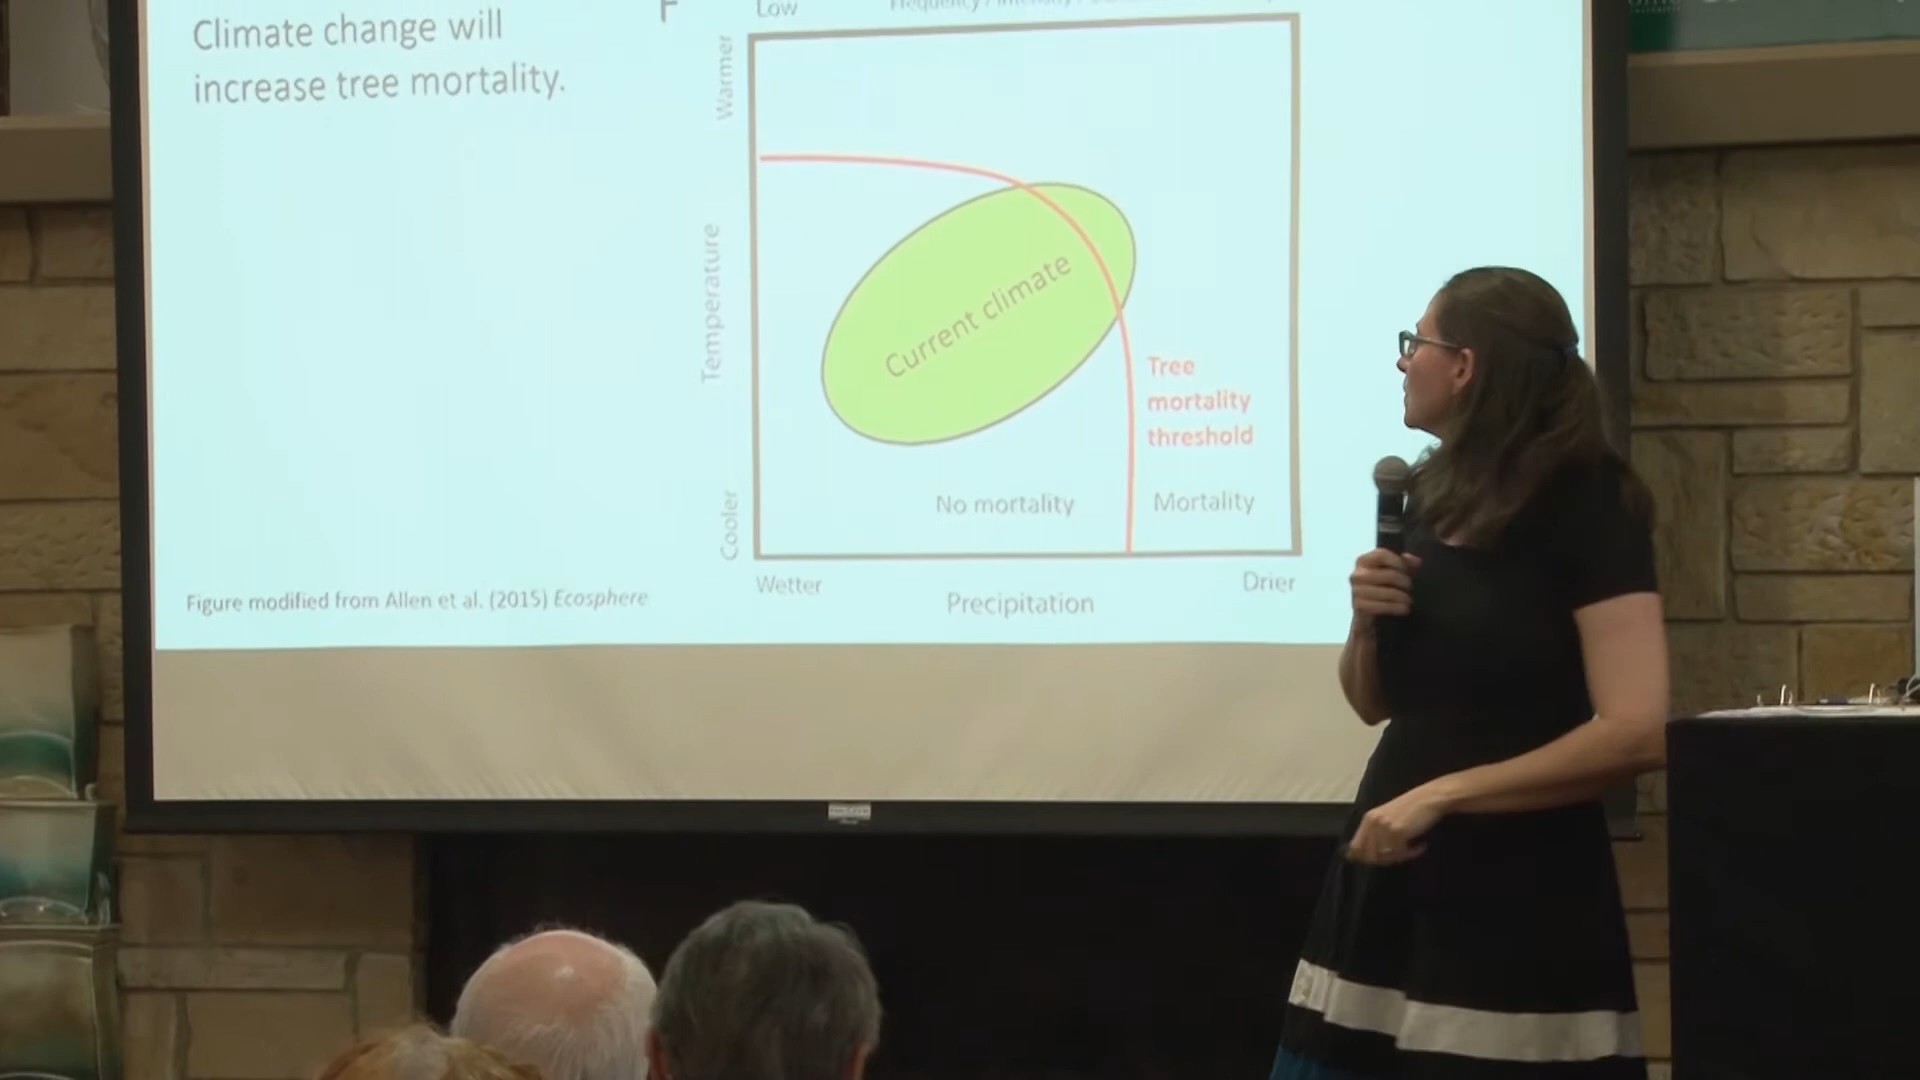 Climate change will
increase tree mortality.
Low
Warmer
Temperature
Cooler
Current climate
Tree
mortality
threshold
No mortality
Mortality
Wetter
Precipitation
Drier
Figure modified from Allen et al. (2015) Ecosphere